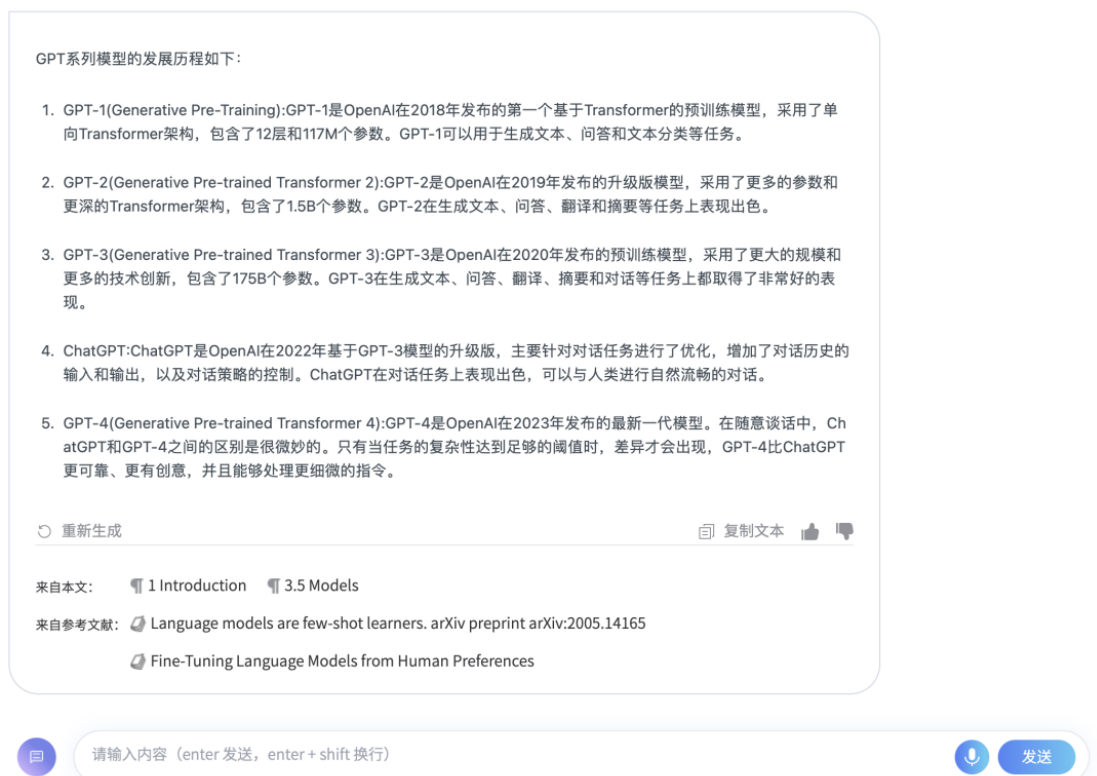 GPT系列模型的发展历程如下：
1. GPT-1(Generative Pre-Training):GPT-1是OpenAI在2018年发布的第一个基于Transformer的预训练模型，采用了单
向Transformer架构，包含了12层和117M个参数。GPT-1可以用于生成文本、问答和文本分类等任务。
2. GPT-2(Generative Pre-trained Transformer 2):GPT-2是OpenAI在2019年发布的升级版模型，采用了更多的参数和
更深的Transformer架构，包含了1.5B个参数。GPT-2在生成文本、问答、翻译和摘要等任务上表现出色。
3. GPT-3(Generative Pre-trained Transformer 3):GPT-3是OpenAI在2020年发布的预训练模型，采用了更大的规模和
更多的技术创新，包含了175B个参数。GPT-3在生成文本、问答、翻译、摘要和对话等任务上都取得了非常好的表
现。
4. ChatGPT:ChatGPT是OpenAI在2022年基于GPT-3模型的升级版，主要针对对话任务进行了优化，增加了对话历史的
输入和输出，以及对话策略的控制。ChatGPT在对话任务上表现出色，可以与人类进行自然流畅的对话。
5. GPT-4(Generative Pre-trained Transformer 4):GPT-4是OpenAI在2023年发布的最新一代模型。在随意谈话中，Ch
atGPT和GPT-4之间的区别是很微妙的。只有当任务的复杂性达到足够的阈值时，差异才会出现，GPT-4比ChatGPT
更可靠、更有创意，并且能够处理更细微的指令。
重新生成 复制文本
来自本文： ¶ 1 Introduction ¶ 3.5 Models
来自参考文献： Language models are few-shot learners. arXiv preprint arXiv:2005.14165
Fine-Tuning Language Models from Human Preferences
请输入内容（enter 发送，enter + shift 换行） 发送